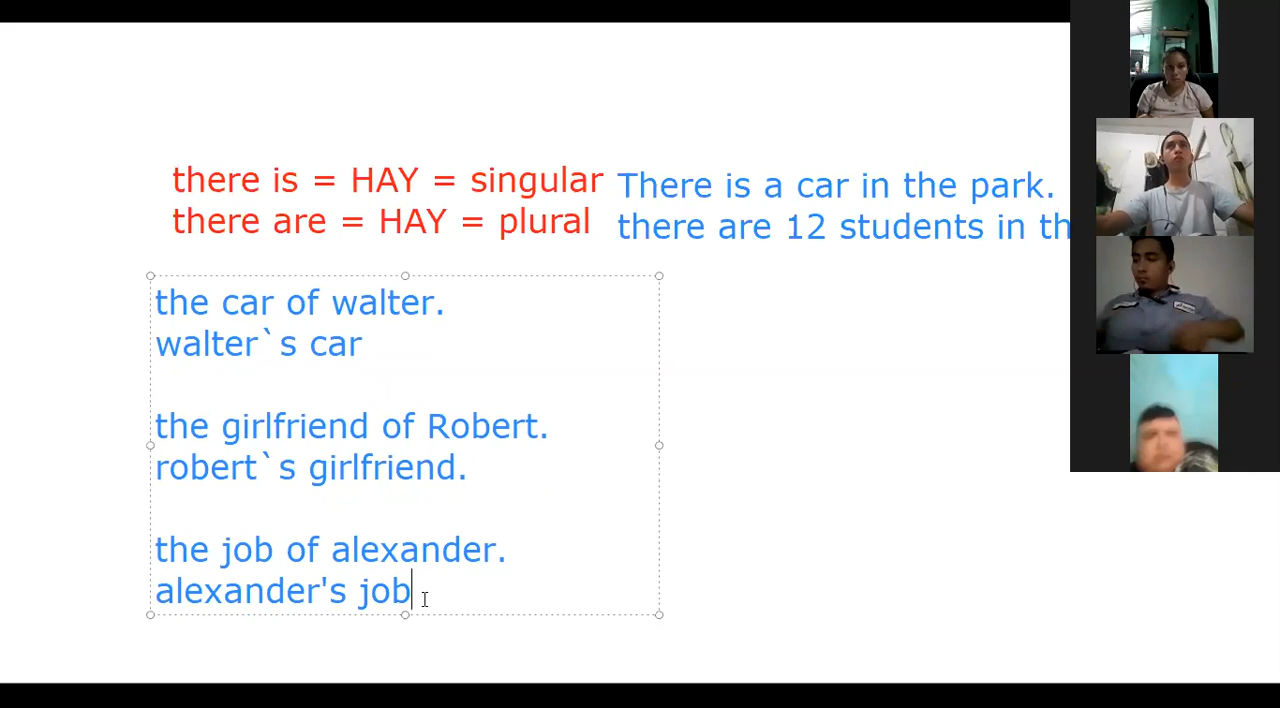 there is = HAY = singular
there are = HAY = plural
There is a car in the park.
there are 12 students in th
the car of walter.
walter`s car
the girlfriend of Robert.
robert`s girlfriend.
the job of alexander.
alexander's job